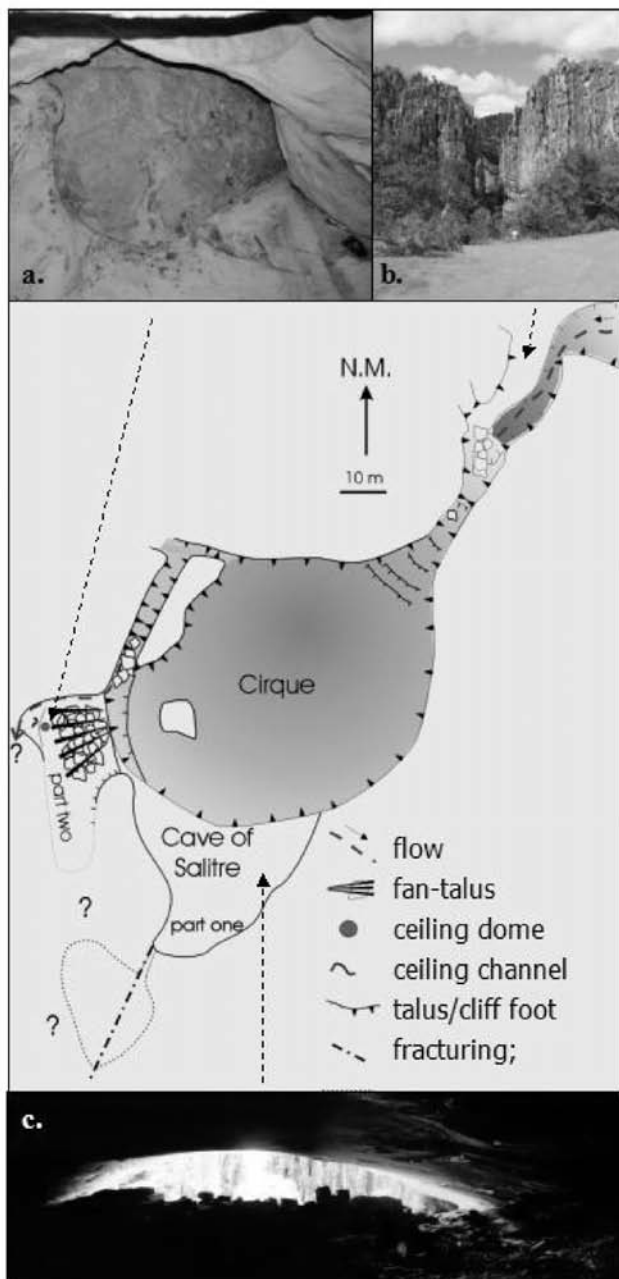 a.
b.
N.M.
10 m
Cirque
?
part two
Cave of
Salitre
part one
?
?
flow
fan-talus
ceiling dome
ceiling channel
talus/cliff foot
fracturing;
c.